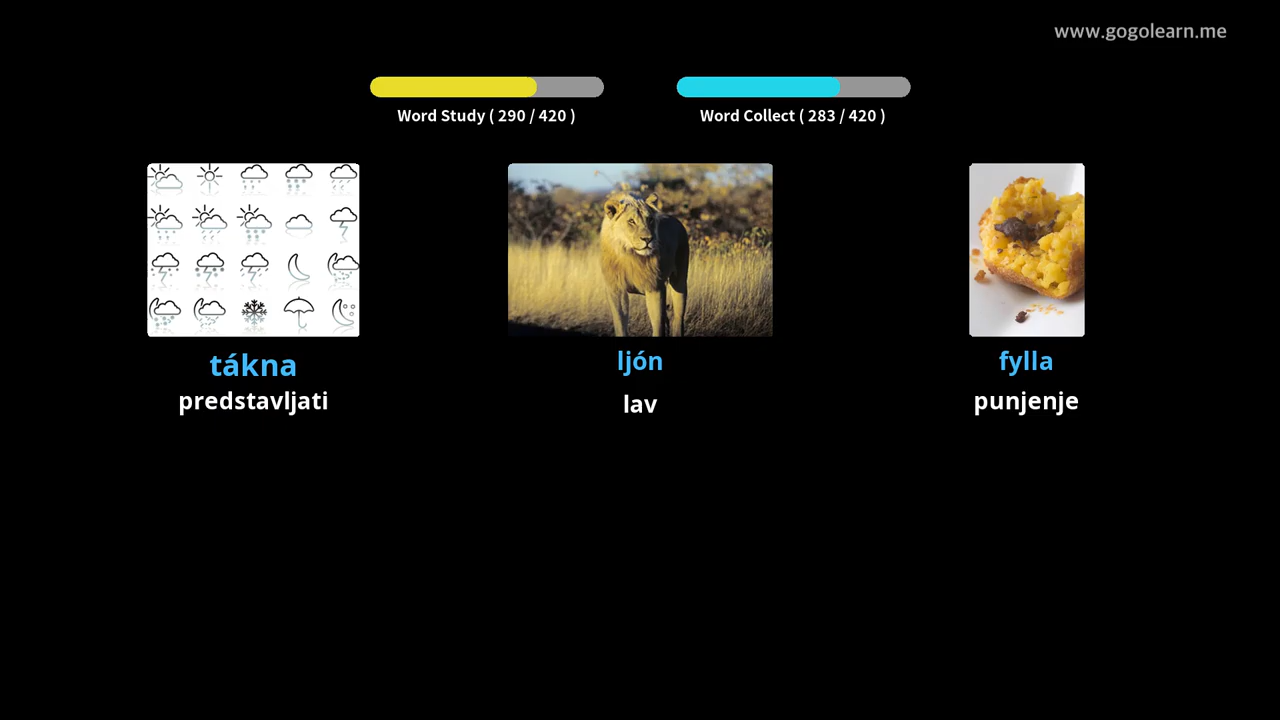 www.gogolearn.me
Word Study ( 290 / 420 )
Word Collect ( 283 / 420 )
tákna
ljón
fylla
predstavljati
lav
punjenje